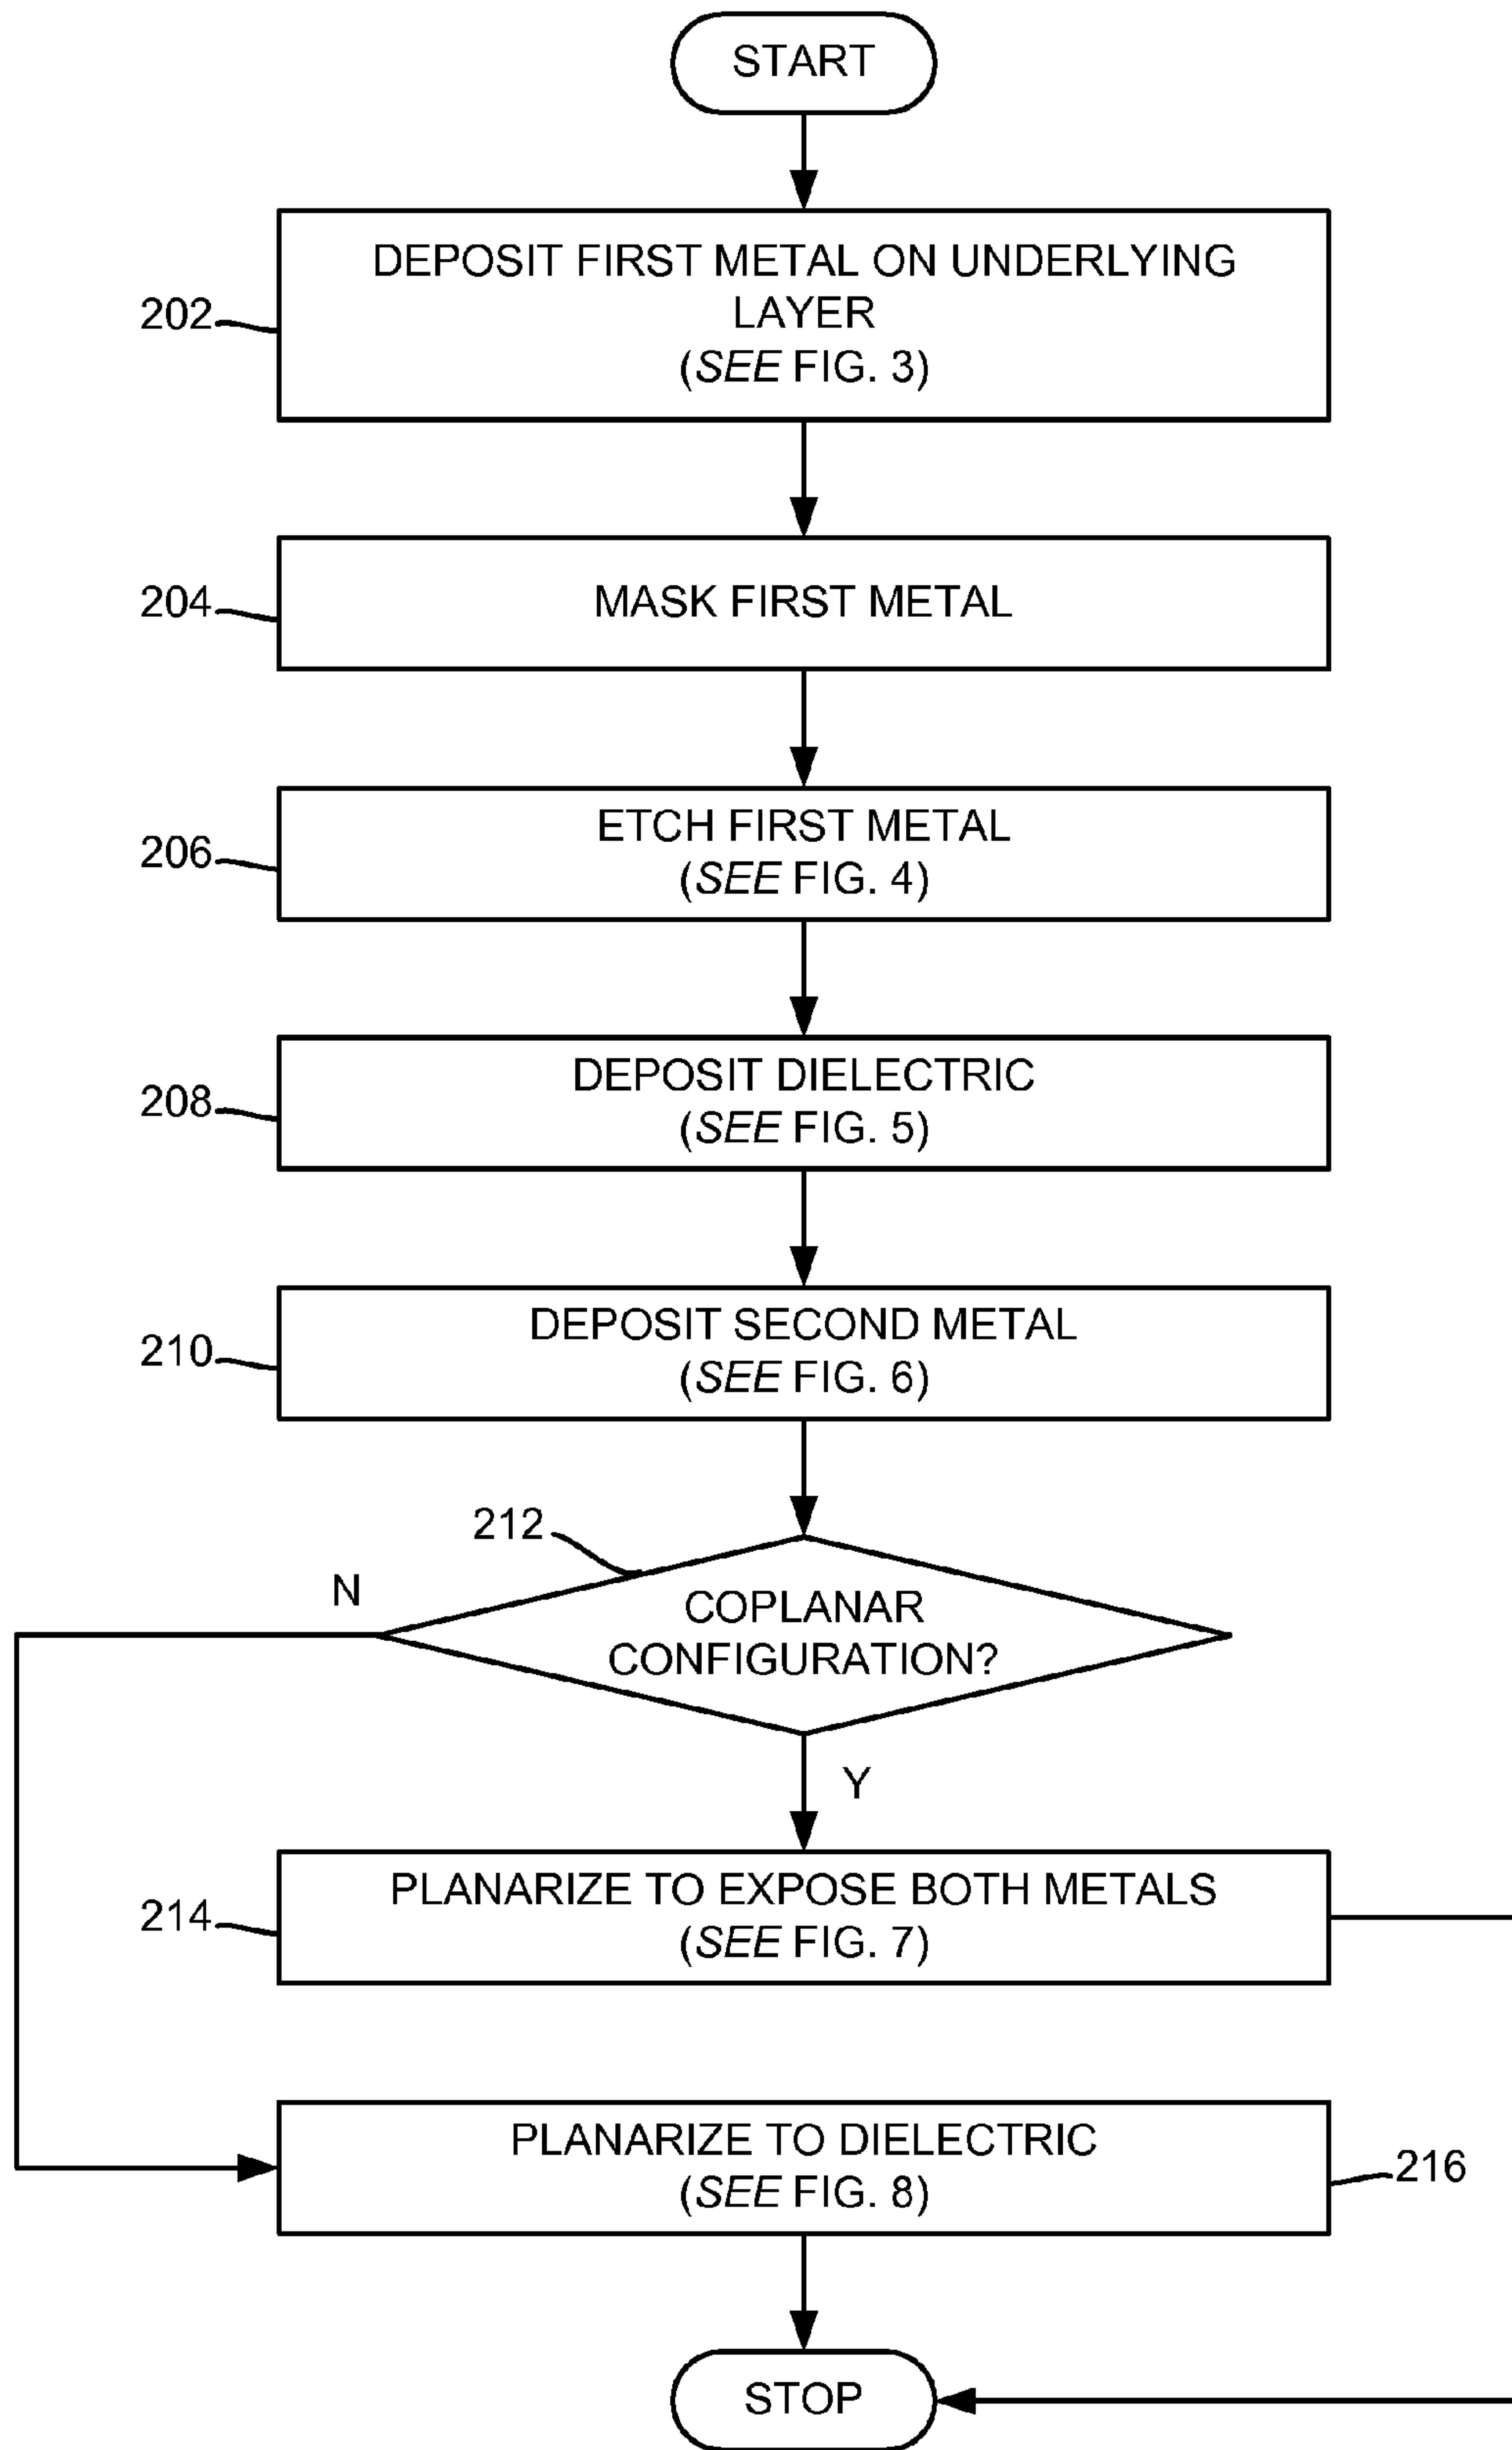 START
DEPOSIT FIRST METAL ON UNDERLYING
LAYER
(SEE FIG. 3)
202
MASK FIRST METAL
204
ETCH FIRST METAL
(SEE FIG. 4)
206
DEPOSIT DIELECTRIC
(SEE FIG. 5)
208
DEPOSIT SECOND METAL
(SEE FIG. 6)
210
212
N
COPLANAR
CONFIGURATION?
Y
PLANARIZE TO EXPOSE BOTH METALS
(SEE FIG. 7)
214
PLANARIZE TO DIELECTRIC
(SEE FIG. 8)
216
STOP